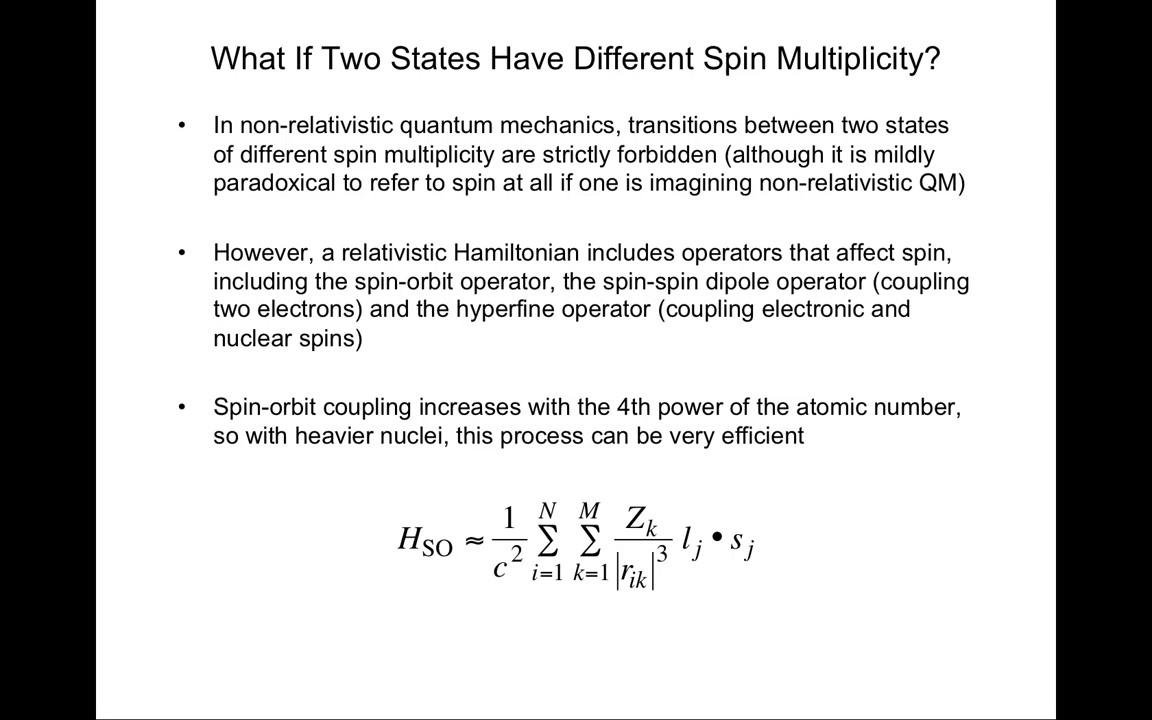 What If Two States Have Different Spin Multiplicity?
• In non-relativistic quantum mechanics, transitions between two states
of different spin multiplicity are strictly forbidden (although it is mildly
paradoxical to refer to spin at all if one is imagining non-relativistic QM)
• However, a relativistic Hamiltonian includes operators that affect spin,
including the spin-orbit operator, the spin-spin dipole operator (coupling
two electrons) and the hyperfine operator (coupling electronic and
nuclear spins)
• Spin-orbit coupling increases with the 4th power of the atomic number,
so with heavier nuclei, this process can be very efficient
H_SO ≈ 1/c^2 ∑_{i=1}^{N} ∑_{k=1}^{M} Z_k/|r_ik|^3 l_j • s_j